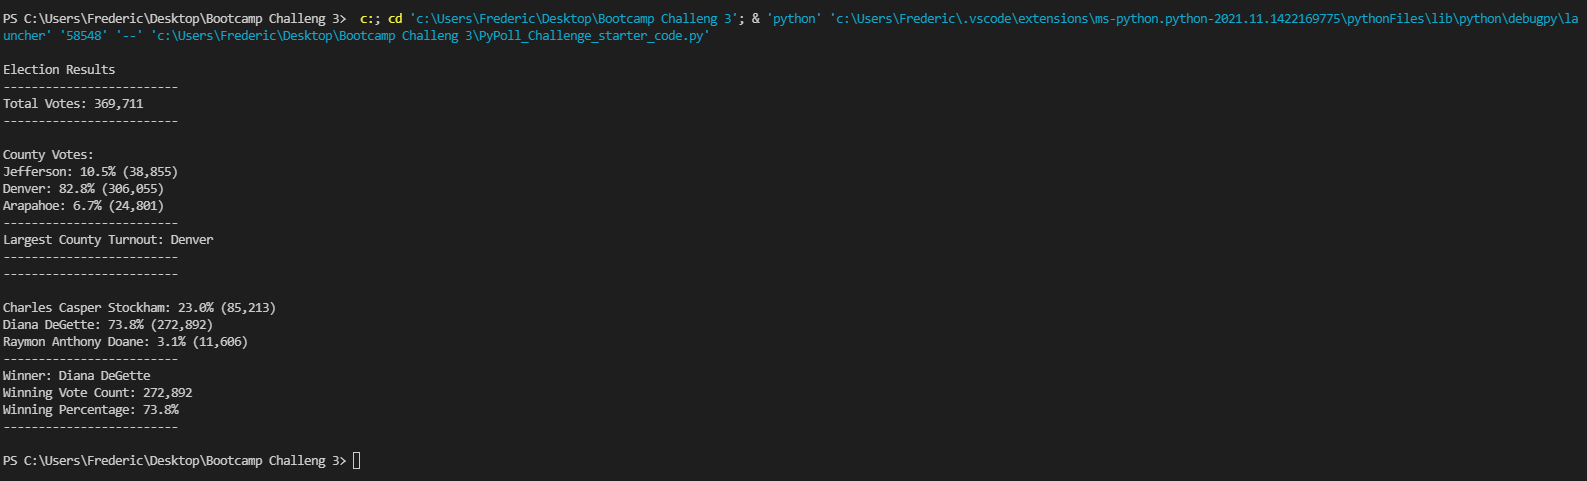 PS C:\Users\Frederic\Desktop\Bootcamp Challeng 3>  c:; cd 'c:\Users\Frederic\Desktop\Bootcamp Challeng 3'; & 'python' 'c:\Users\Frederic\.vscode\extensions\ms-python.python-2021.11.1422169775\pythonFiles\lib\python\debugpy\la
uncher' '58548' '--' 'c:\Users\Frederic\Desktop\Bootcamp Challeng 3\PyPoll_Challenge_starter_code.py'
Election Results
-------------------------
Total Votes: 369,711
-------------------------
County Votes:
Jefferson: 10.5% (38,855)
Denver: 82.8% (306,055)
Arapahoe: 6.7% (24,801)
-------------------------
Largest County Turnout: Denver
-------------------------
-------------------------
Charles Casper Stockham: 23.0% (85,213)
Diana DeGette: 73.8% (272,892)
Raymon Anthony Doane: 3.1% (11,606)
-------------------------
Winner: Diana DeGette
Winning Vote Count: 272,892
Winning Percentage: 73.8%
-------------------------
PS C:\Users\Frederic\Desktop\Bootcamp Challeng 3>